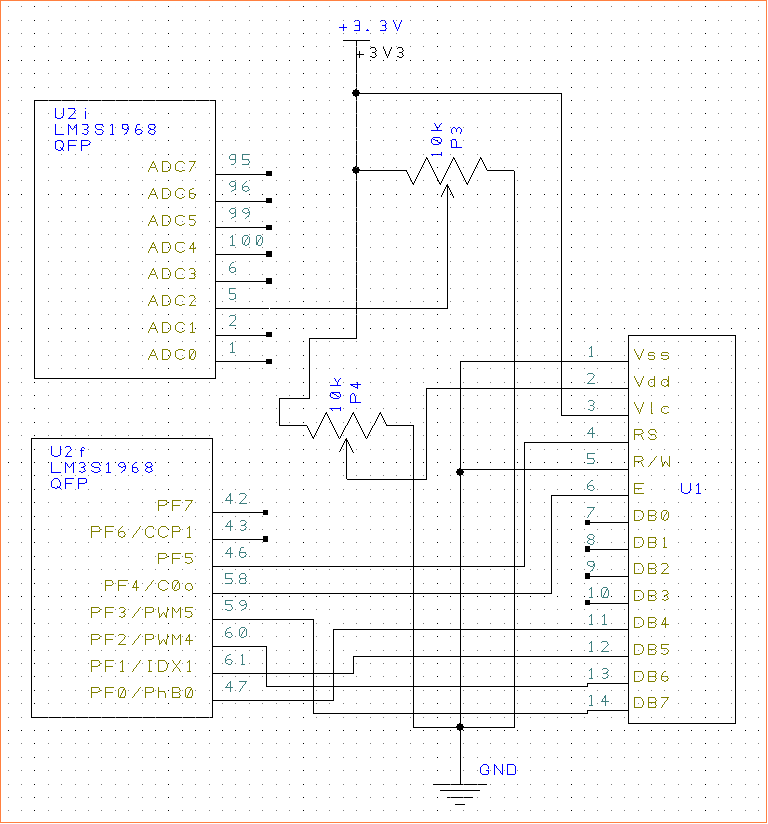 +3.3V
+3V3
U2i
LM3S1968
QFP
ADC7 95
ADC6 96
ADC5 99
ADC4 100
ADC3 6
ADC2 5
ADC1 2
ADC0 1
10k
P3
10k
P4
U2f
LM3S1968
QFP
PF7 42
PF6/CCP1 43
PF5 46
PF4/C0o 58
PF3/PWM5 59
PF2/PWM4 60
PF1/IDX1 61
PF0/PhB0 47
1 Vss
2 Vdd
3 Vlc
4 RS
5 R/W
6 E
U1
7 DB0
8 DB1
9 DB2
10 DB3
11 DB4
12 DB5
13 DB6
14 DB7
GND